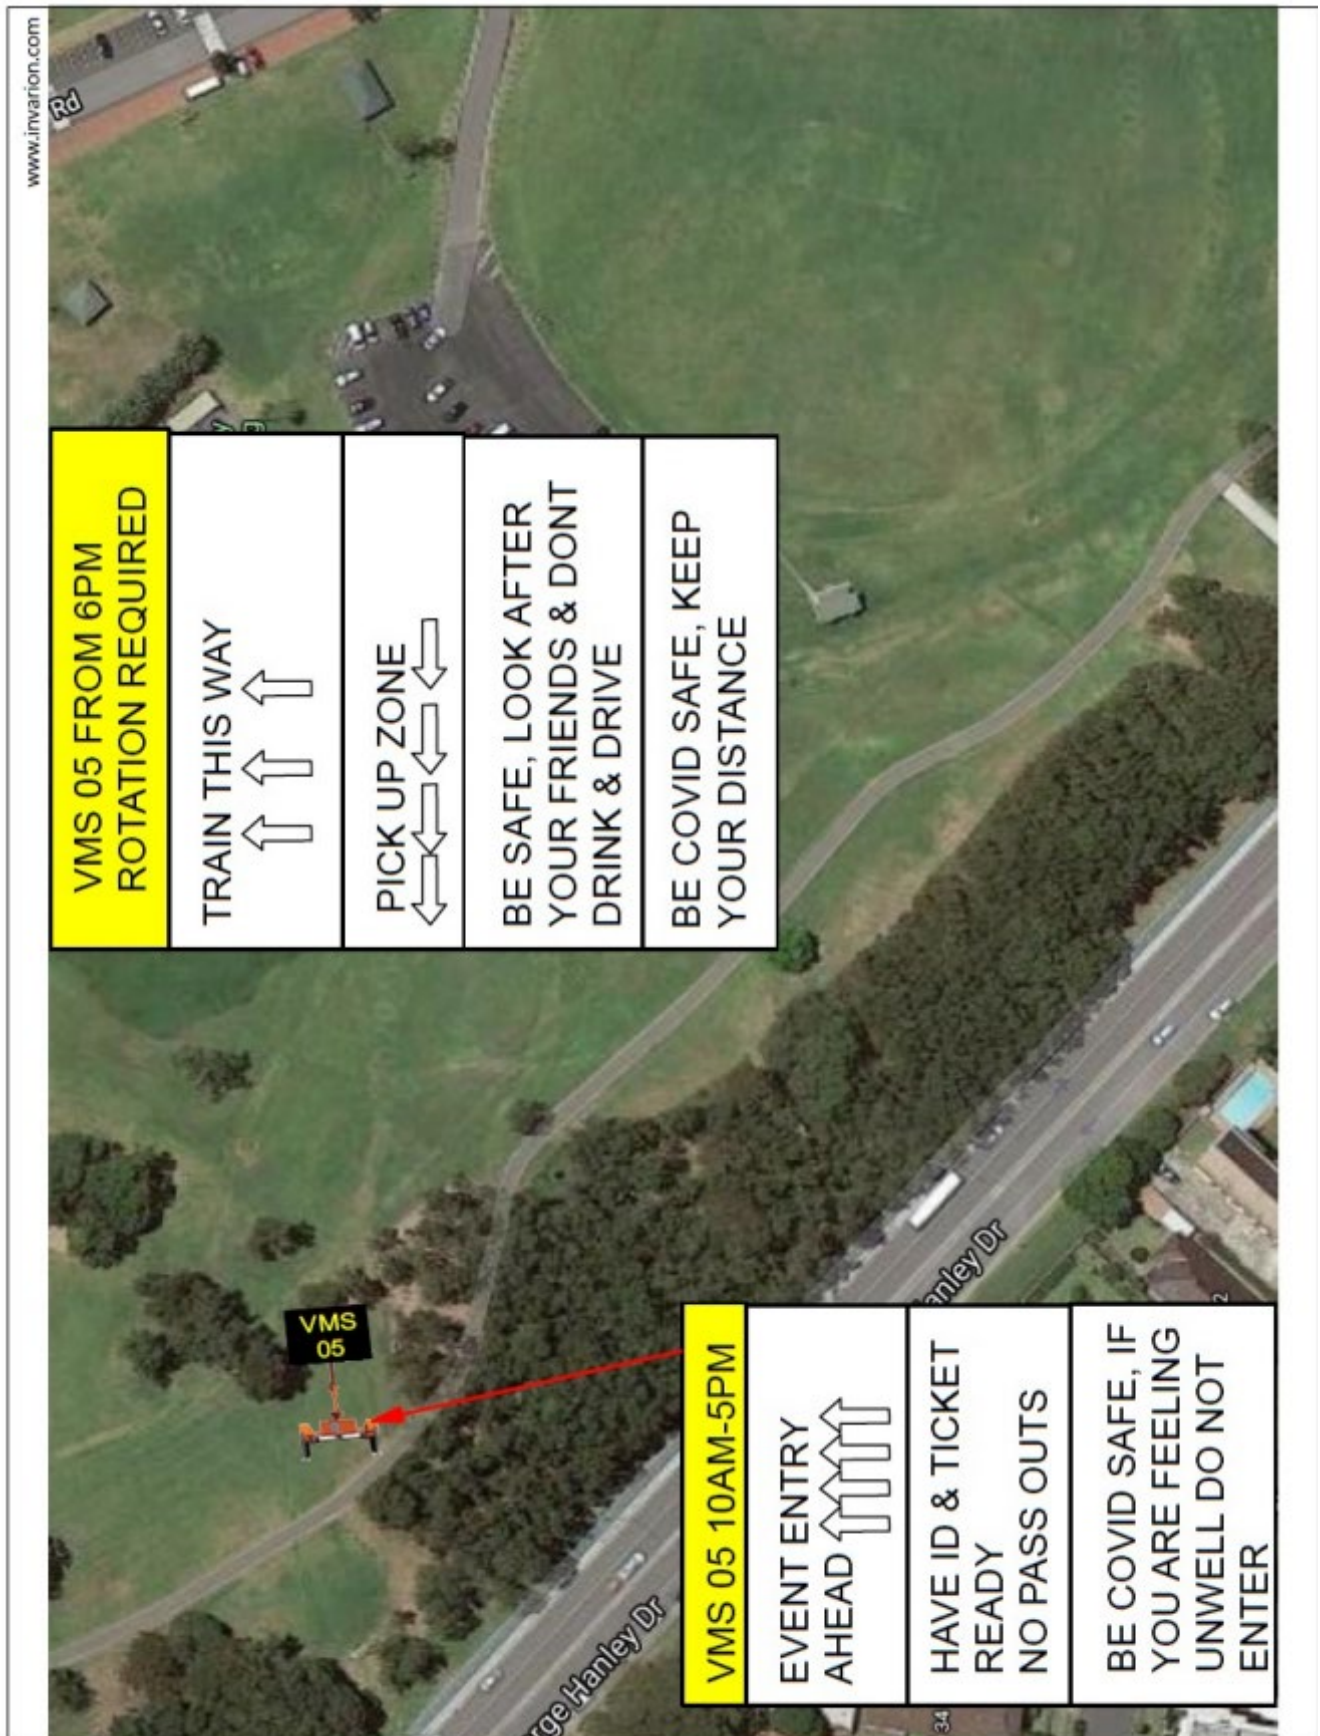 www.invarion.com
Rd
VMS 05 FROM 6PM
ROTATION REQUIRED
TRAIN THIS WAY
PICK UP ZONE
BE SAFE, LOOK AFTER
YOUR FRIENDS & DONT
DRINK & DRIVE
BE COVID SAFE, KEEP
YOUR DISTANCE
VMS
05
VMS 05 10AM-5PM
EVENT ENTRY
AHEAD
HAVE ID & TICKET
READY
NO PASS OUTS
BE COVID SAFE, IF
YOU ARE FEELING
UNWELL DO NOT
ENTER
rge Hanley Dr
anley Dr
34
2